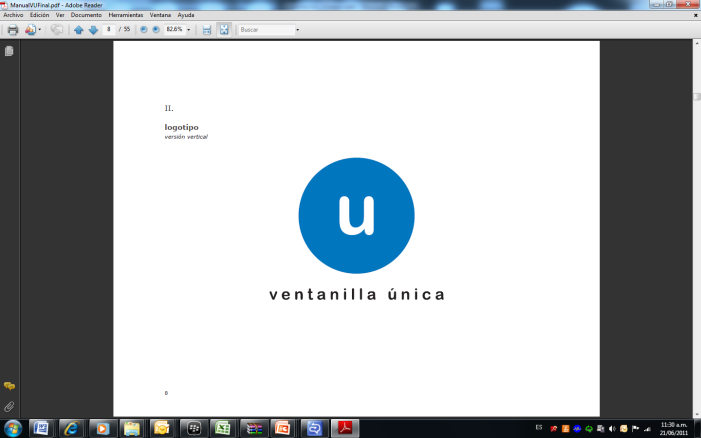 ManualVUFinal.pdf - Adobe Reader
Archivo Edición Ver Documento Herramientas Ventana Ayuda
8 / 55 82.6% Buscar
II.
logotipo
versión vertical
u
ventanilla única
8
ES 11:30 a.m.
21/06/2011